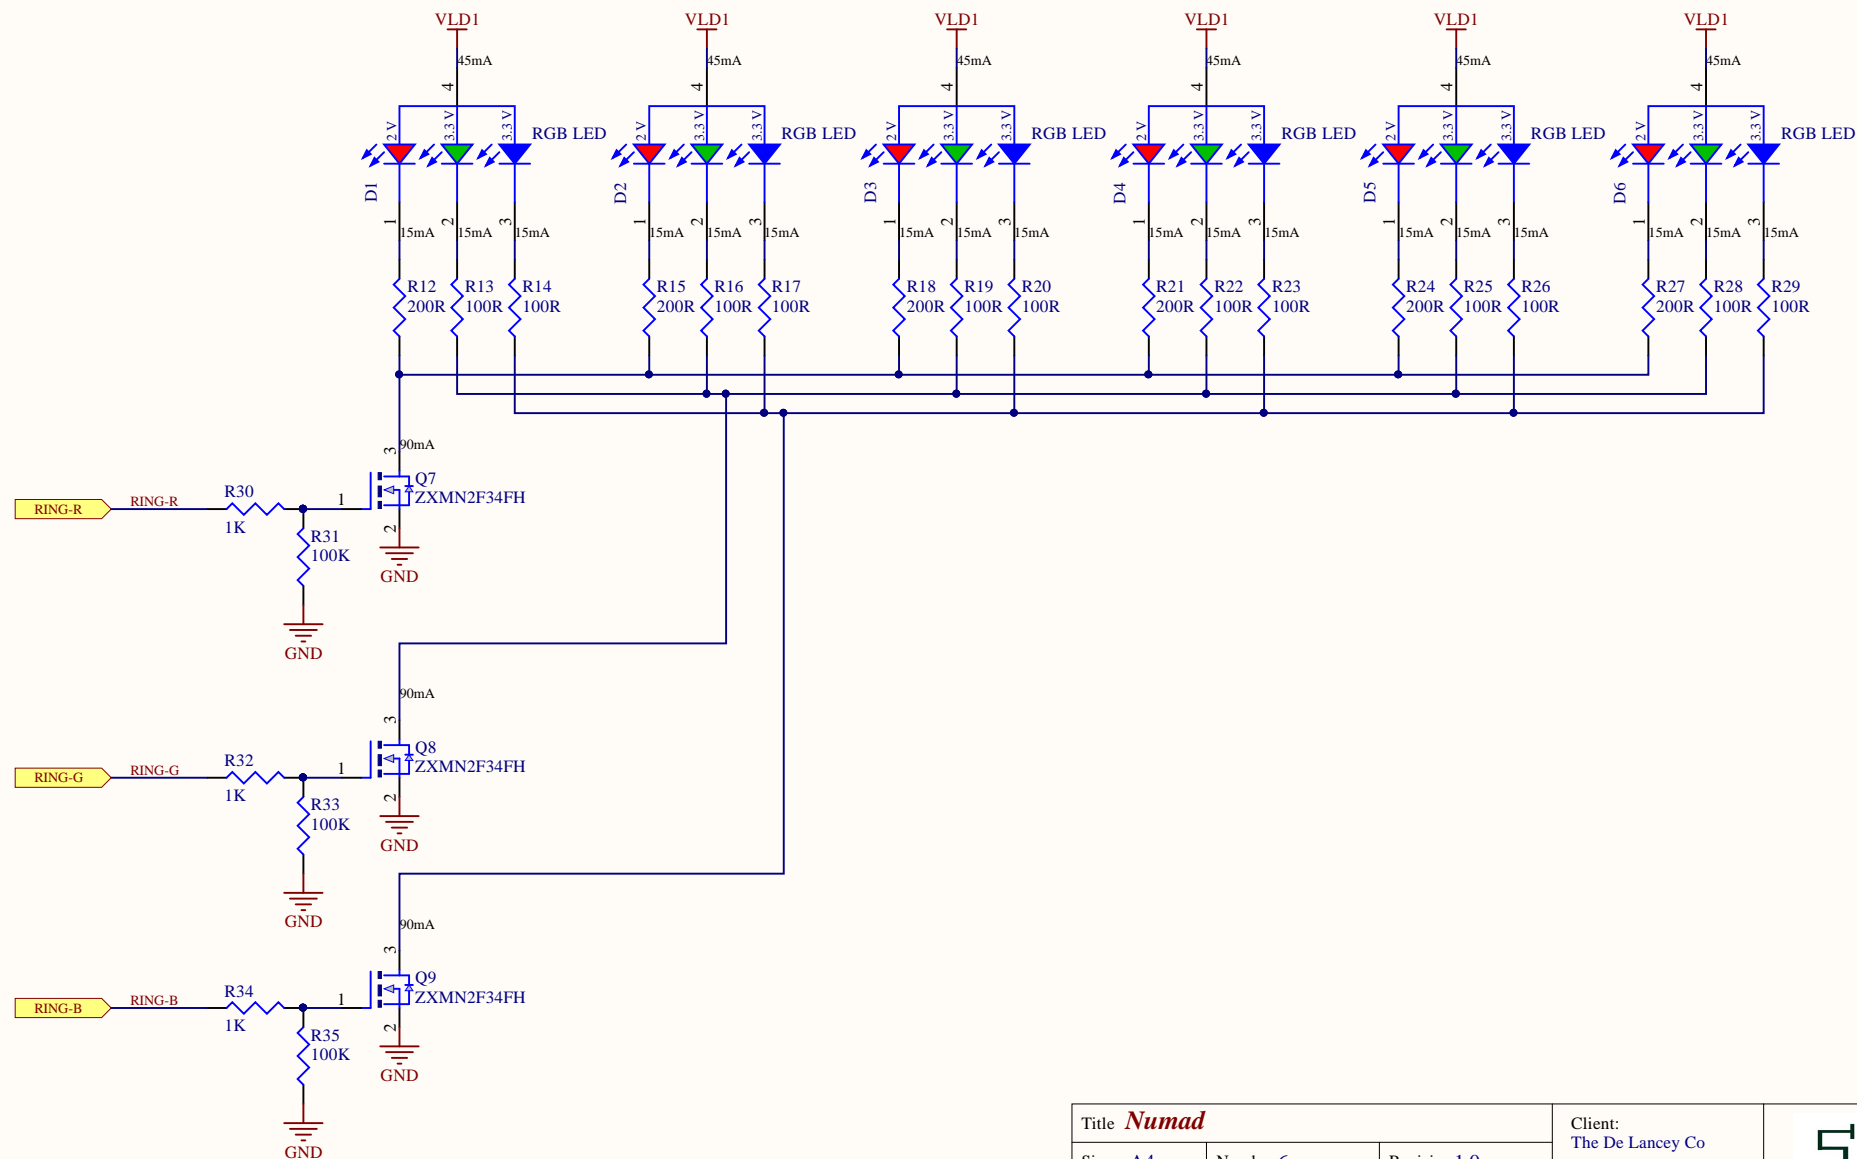 VLD1 VLD1 VLD1 VLD1 VLD1 VLD1
45mA 45mA 45mA 45mA 45mA 45mA
4 4 4 4 4 4
2 V 3.3 V 3.3 V RGB LED 2 V 3.3 V 3.3 V RGB LED 2 V 3.3 V 3.3 V RGB LED 2 V 3.3 V 3.3 V RGB LED 2 V 3.3 V 3.3 V RGB LED 2 V 3.3 V 3.3 V RGB LED
D1 D2 D3 D4 D5 D6
1 2 3 1 2 3 1 2 3 1 2 3 1 2 3 1 2 3
15mA 15mA 15mA 15mA 15mA 15mA 15mA 15mA 15mA 15mA 15mA 15mA 15mA 15mA 15mA 15mA 15mA 15mA
R12 R13 R14 R15 R16 R17 R18 R19 R20 R21 R22 R23 R24 R25 R26 R27 R28 R29
200R 100R 100R 200R 100R 100R 200R 100R 100R 200R 100R 100R 200R 100R 100R 200R 100R 100R
90mA
3
Q7
ZXMN2F34FH
RING-R RING-R R30 1
1K
2
R31
100K
GND
GND
90mA
3
Q8
ZXMN2F34FH
RING-G RING-G R32 1
1K
2
R33
100K
GND
GND
90mA
3
Q9
ZXMN2F34FH
RING-B RING-B R34 1
1K
2
R35
100K
GND
GND
Title Numad
Client:
The De Lancey Co